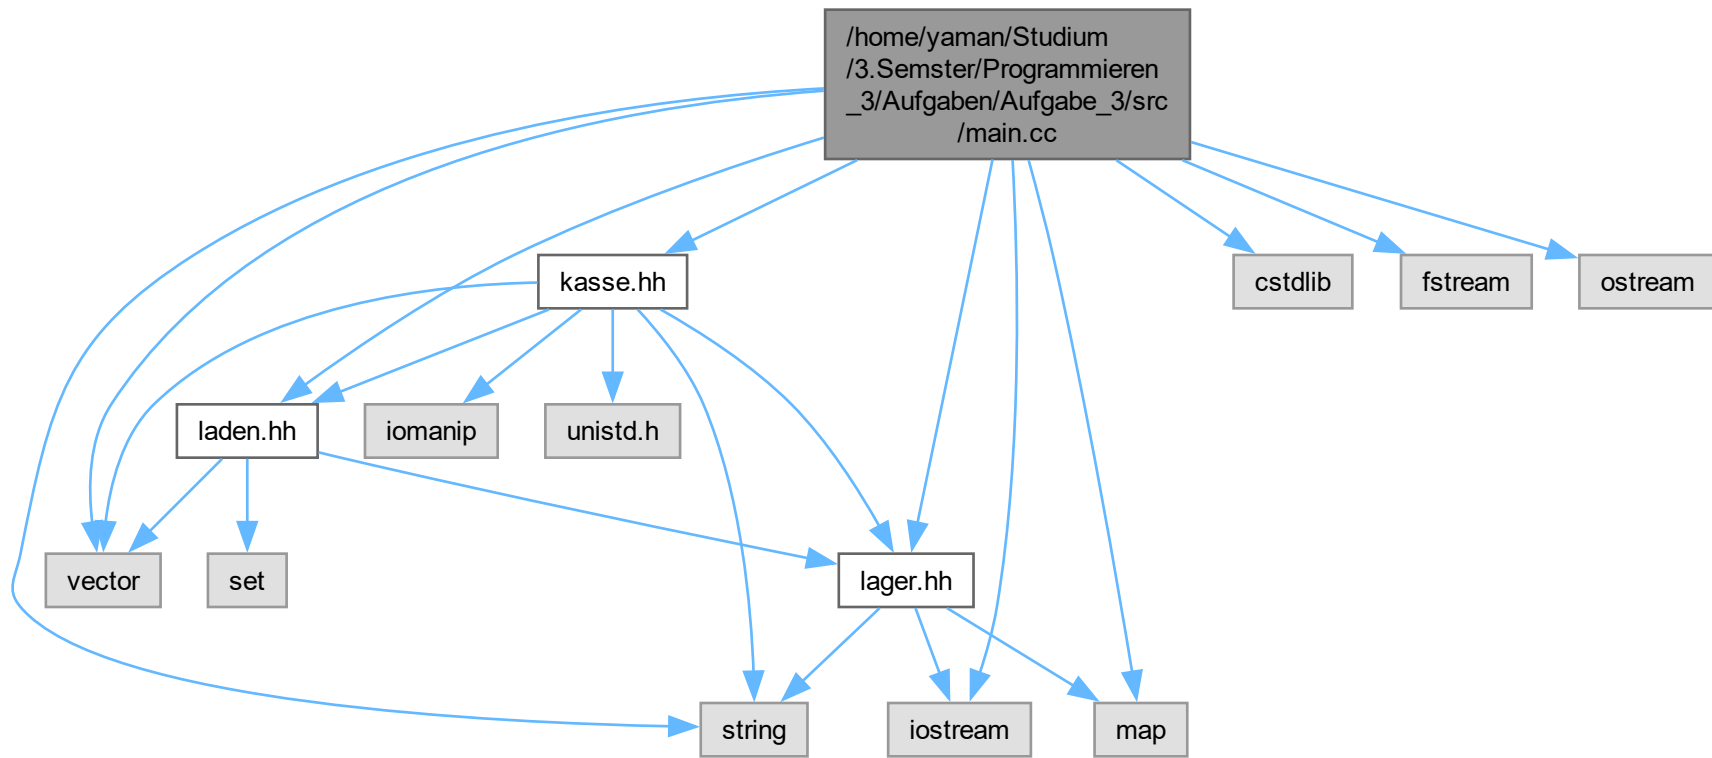 /home/yaman/Studium
/3.Semster/Programmieren
_3/Aufgaben/Aufgabe_3/src
/main.cc
kasse.hh
cstdlib
fstream
ostream
laden.hh
iomanip
unistd.h
vector
set
lager.hh
string
iostream
map